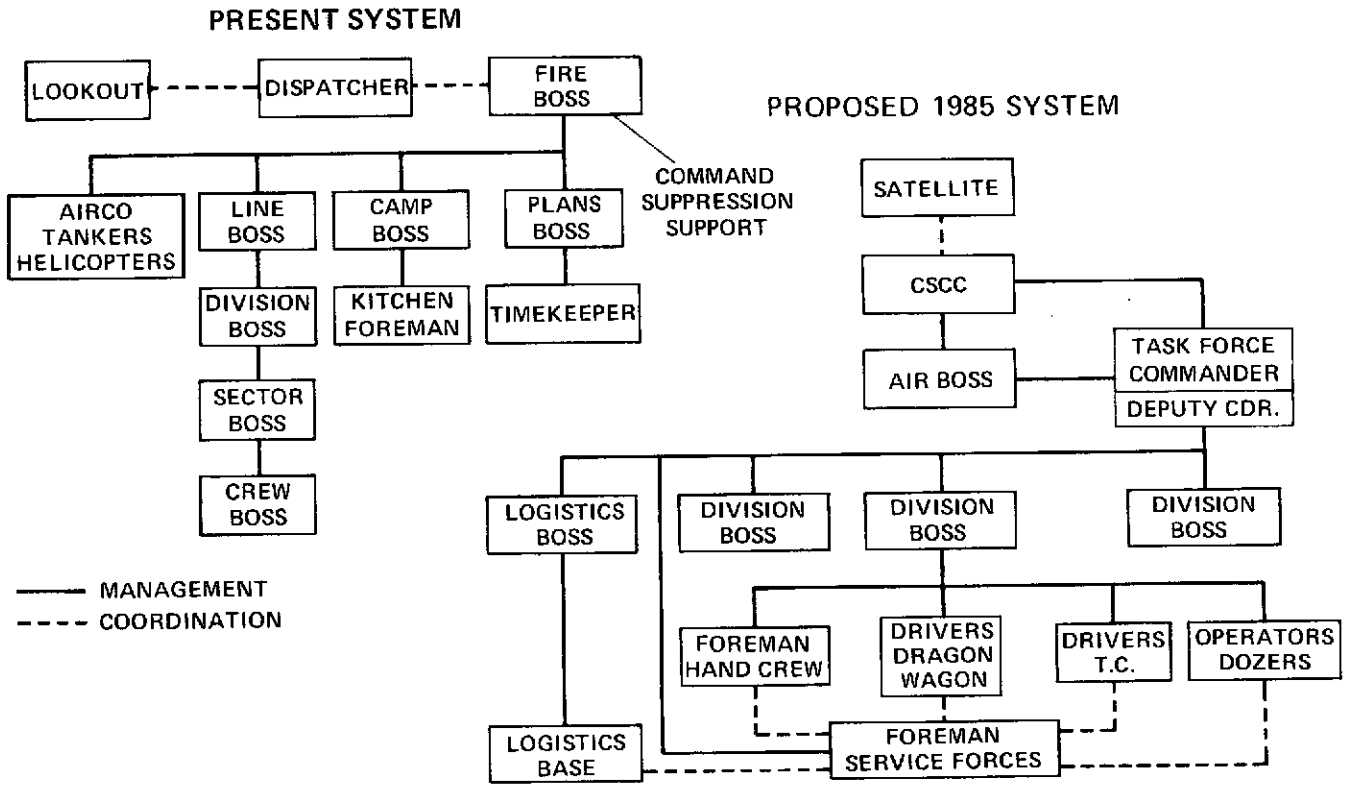 PRESENT SYSTEM
LOOKOUT
DISPATCHER
FIRE
BOSS
COMMAND
SUPPRESSION
SUPPORT
AIRCO
TANKERS
HELICOPTERS
LINE
BOSS
CAMP
BOSS
PLANS
BOSS
DIVISION
BOSS
KITCHEN
FOREMAN
TIMEKEEPER
SECTOR
BOSS
CREW
BOSS
MANAGEMENT
COORDINATION
PROPOSED 1985 SYSTEM
SATELLITE
CSCC
AIR BOSS
TASK FORCE
COMMANDER
DEPUTY CDR.
LOGISTICS
BOSS
DIVISION
BOSS
DIVISION
BOSS
DIVISION
BOSS
FOREMAN
HAND CREW
DRIVERS
DRAGON
WAGON
DRIVERS
T.C.
OPERATORS
DOZERS
LOGISTICS
BASE
FOREMAN
SERVICE FORCES